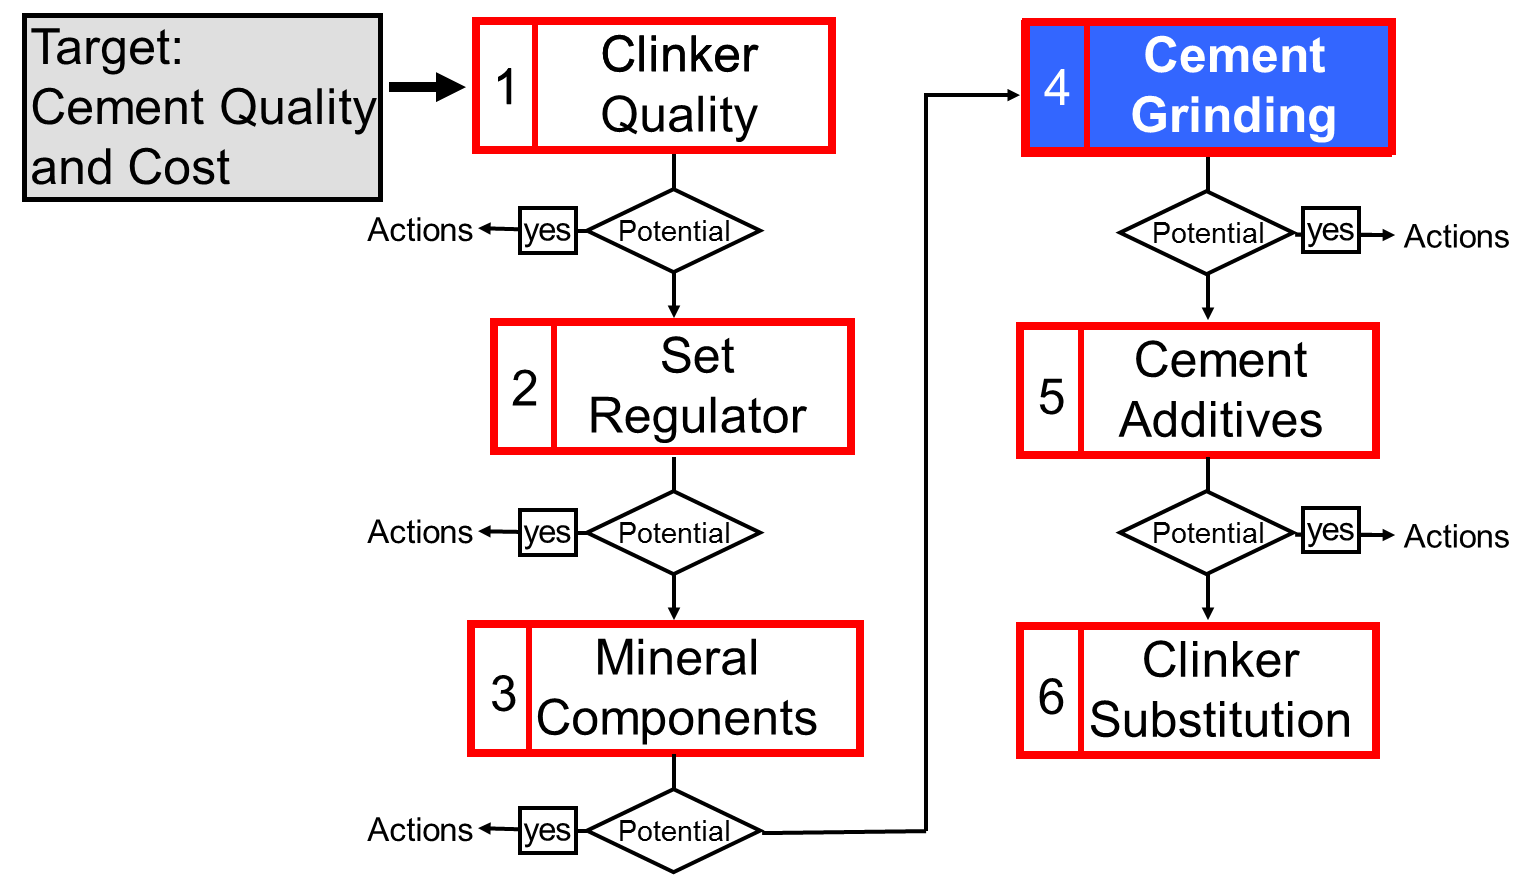 Target:
Cement Quality
and Cost
1
Clinker
Quality
Potential
yes
Actions
2
Set
Regulator
Potential
yes
Actions
3
Mineral
Components
Potential
yes
Actions
4
Cement
Grinding
Potential
yes
Actions
5
Cement
Additives
Potential
yes
Actions
6
Clinker
Substitution